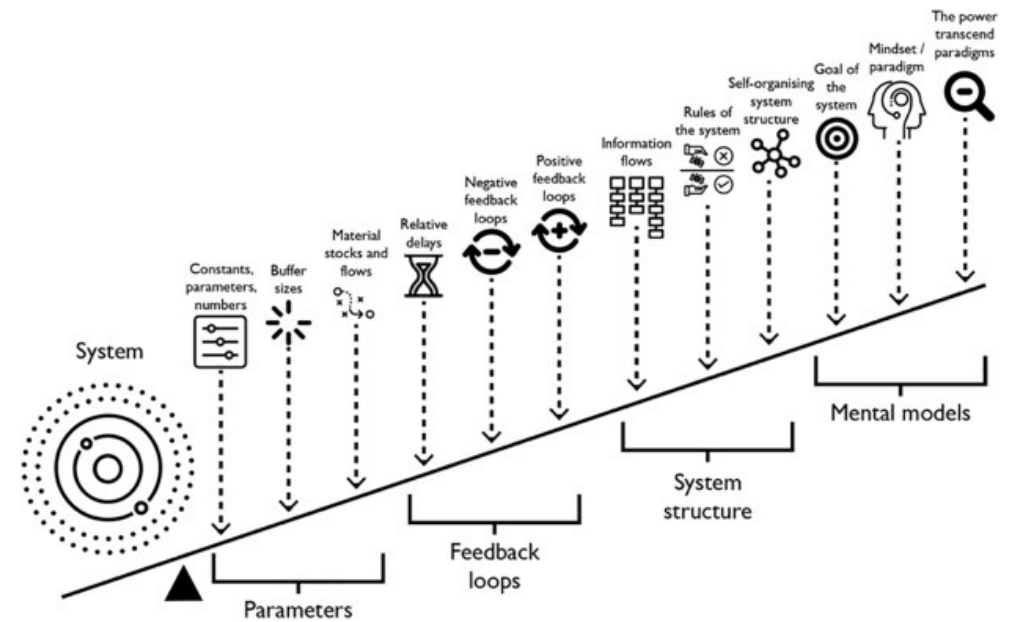 The power
transcend
paradigms
Mindset /
paradigm
Goal of
the
system
Self-organising
system
structure
Rules of
the system
Information
flows
Positive
feedback
loops
Negative
feedback
loops
Relative
delays
Material
stocks and
flows
Buffer
sizes
Constants,
parameters,
numbers
System
Mental models
System
structure
Feedback
loops
Parameters